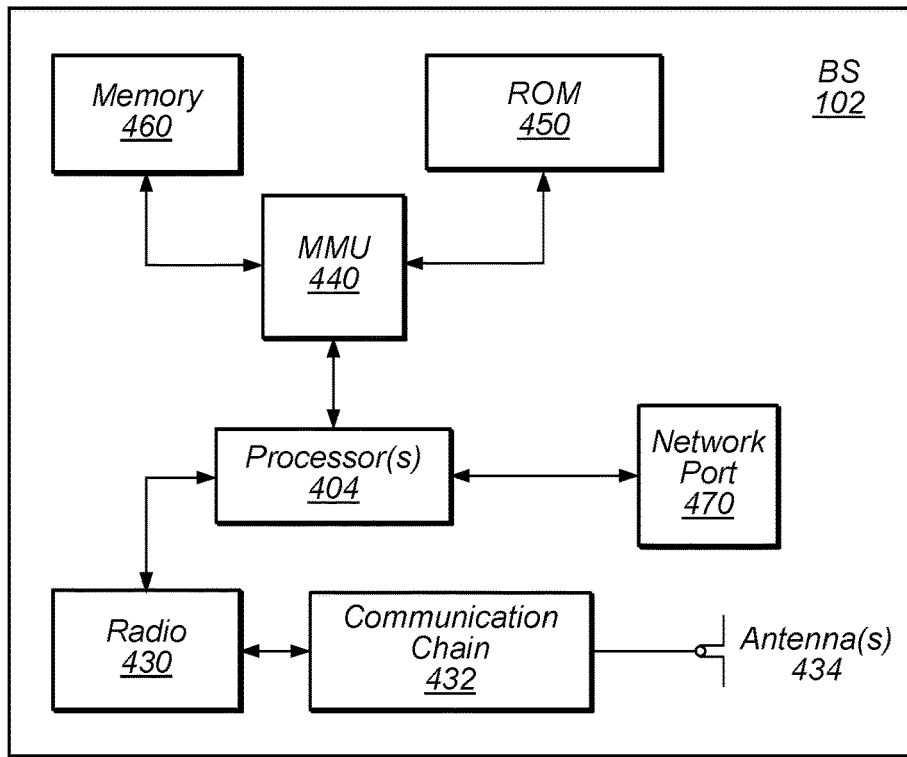 Memory
460
ROM
450
BS
102
MMU
440
Processor(s)
404
Network
Port
470
Radio
430
Communication
Chain
432
Antenna(s)
434